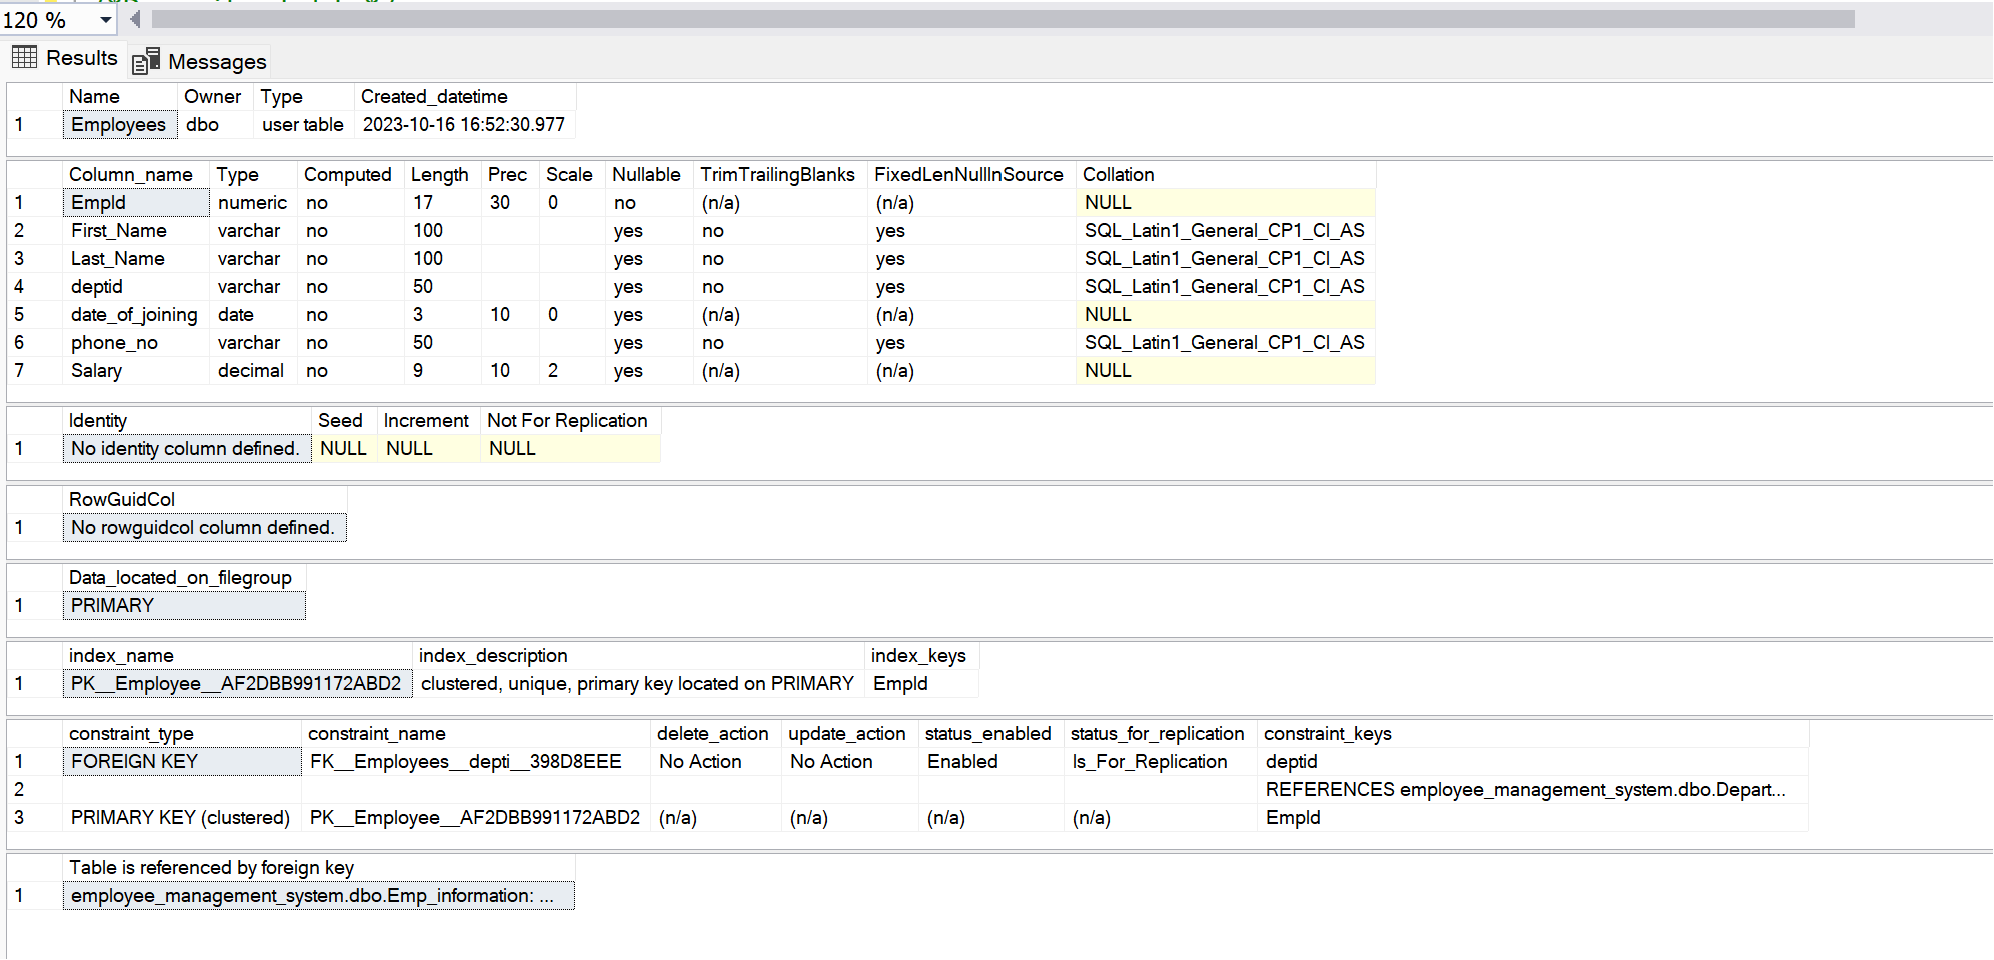 120 %
Results Messages
Name Owner Type Created_datetime
1 Employees dbo user table 2023-10-16 16:52:30.977
Column_name Type Computed Length Prec Scale Nullable TrimTrailingBlanks FixedLenNullInSource Collation
1 EmpId numeric no 17 30 0 no (n/a) (n/a) NULL
2 First_Name varchar no 100 yes no yes SQL_Latin1_General_CP1_CI_AS
3 Last_Name varchar no 100 yes no yes SQL_Latin1_General_CP1_CI_AS
4 deptid varchar no 50 yes no yes SQL_Latin1_General_CP1_CI_AS
5 date_of_joining date no 3 10 0 yes (n/a) (n/a) NULL
6 phone_no varchar no 50 yes no yes SQL_Latin1_General_CP1_CI_AS
7 Salary decimal no 9 10 2 yes (n/a) (n/a) NULL
Identity Seed Increment Not For Replication
1 No identity column defined. NULL NULL NULL
RowGuidCol
1 No rowguidcol column defined.
Data_located_on_filegroup
1 PRIMARY
index_name index_description index_keys
1 PK__Employee__AF2DBB991172ABD2 clustered, unique, primary key located on PRIMARY EmpId
constraint_type constraint_name delete_action update_action status_enabled status_for_replication constraint_keys
1 FOREIGN KEY FK__Employees__depti__398D8EEE No Action No Action Enabled Is_For_Replication deptid
2 REFERENCES employee_management_system.dbo.Depart...
3 PRIMARY KEY (clustered) PK__Employee__AF2DBB991172ABD2 (n/a) (n/a) (n/a) (n/a) EmpId
Table is referenced by foreign key
1 employee_management_system.dbo.Emp_information: ...